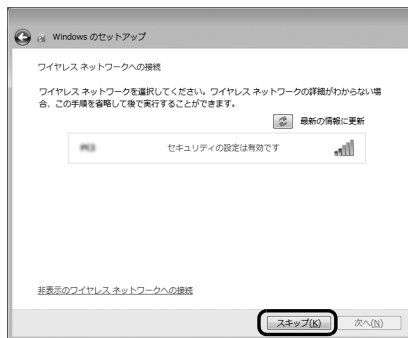 Windows のセットアップ
ワイヤレス ネットワークへの接続
ワイヤレス ネットワークを選択してください。ワイヤレス ネットワークの詳細がわからない場
合、この手順を省略して後で実行することができます。
最新の情報に更新
セキュリティの設定は有効です
非表示のワイヤレス ネットワークへの接続
スキップ(K) 次へ(N)